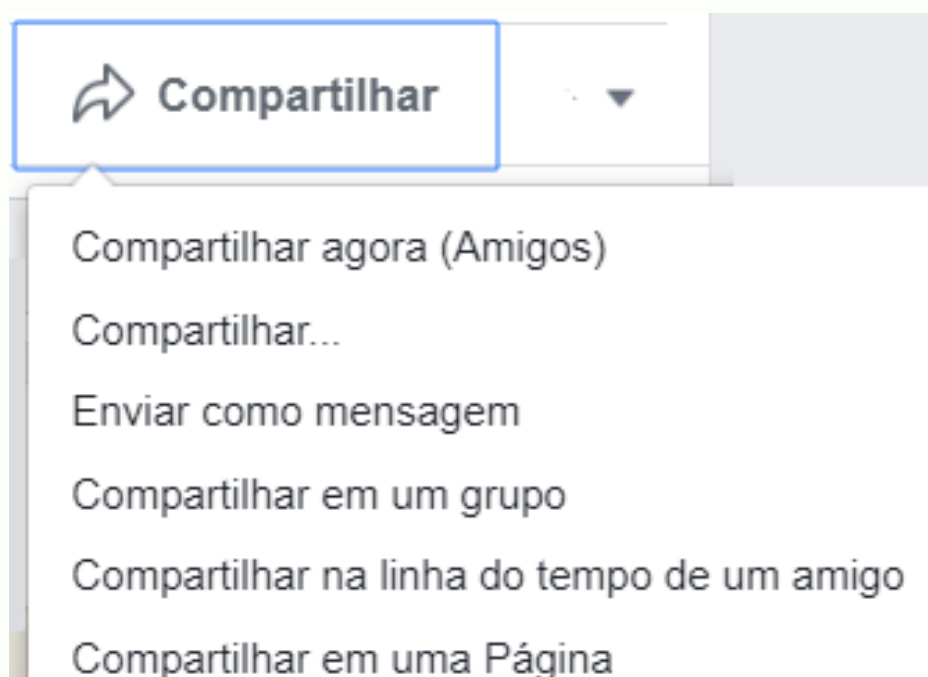 Compartilhar
Compartilhar agora (Amigos)
Compartilhar...
Enviar como mensagem
Compartilhar em um grupo
Compartilhar na linha do tempo de um amigo
Compartilhar em uma Página